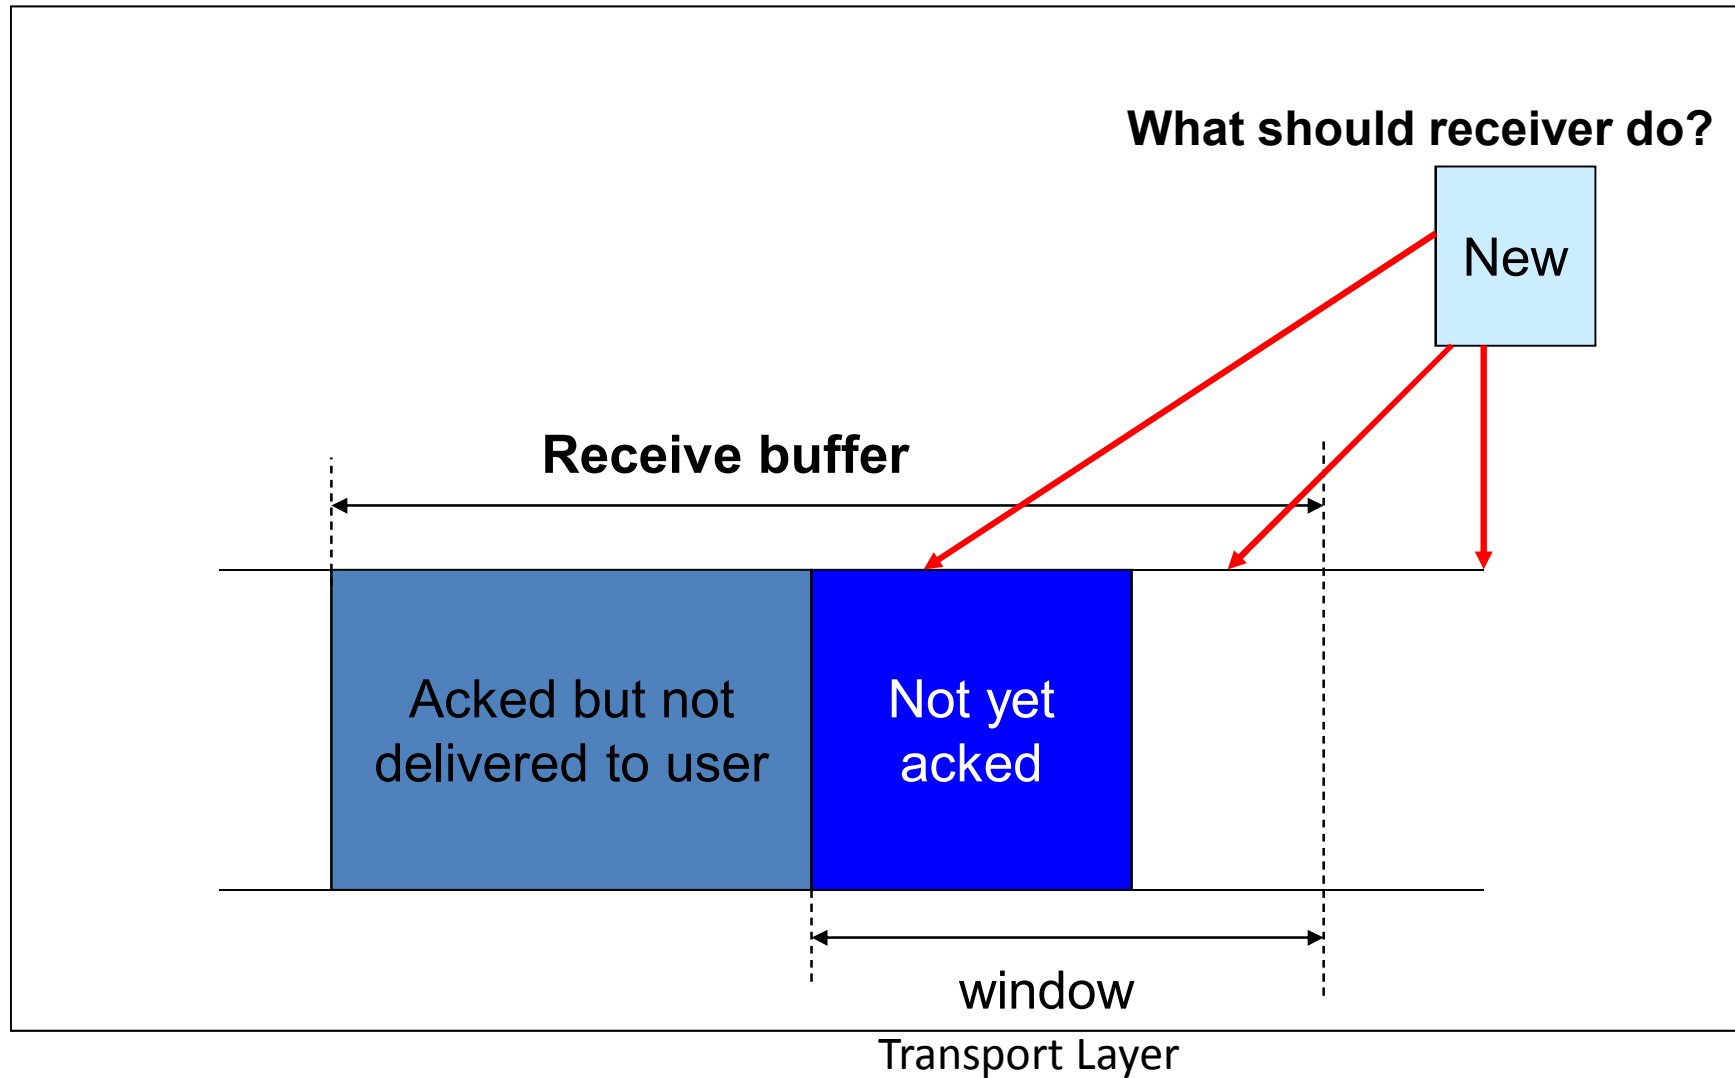 What should receiver do?
New
Receive buffer
Acked but not
delivered to user
Not yet
acked
window
Transport Layer